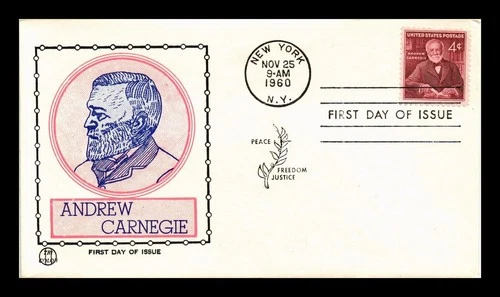 NEW YORK
NOV 25
9-AM
1960
N.Y.
UNITED STATES POSTAGE
4¢
ANDREW
CARNEGIE
FIRST DAY OF ISSUE
PEACE
FREEDOM
JUSTICE
ANDREW
CARNEGIE
FIRST DAY OF ISSUE